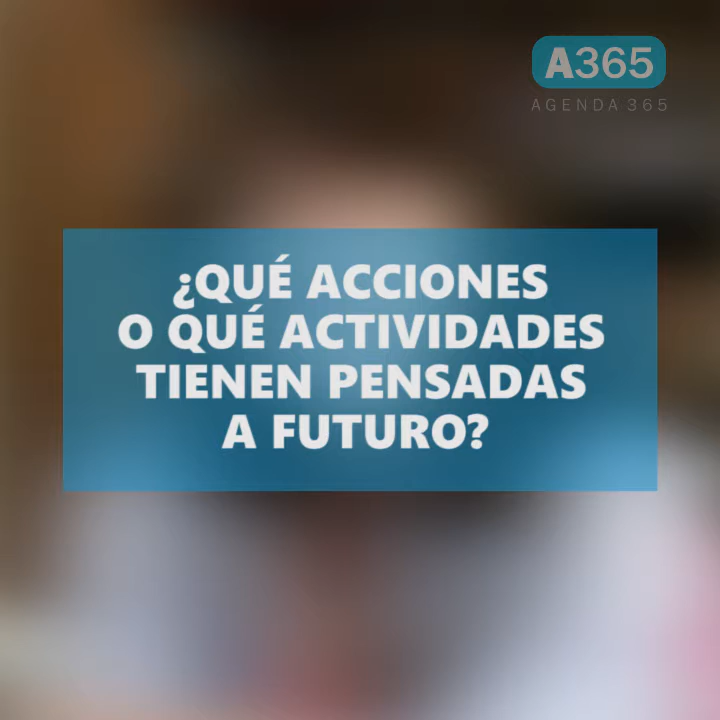 A365
AGENDA 365
¿QUÉ ACCIONES
O QUÉ ACTIVIDADES
TIENEN PENSADAS
A FUTURO?